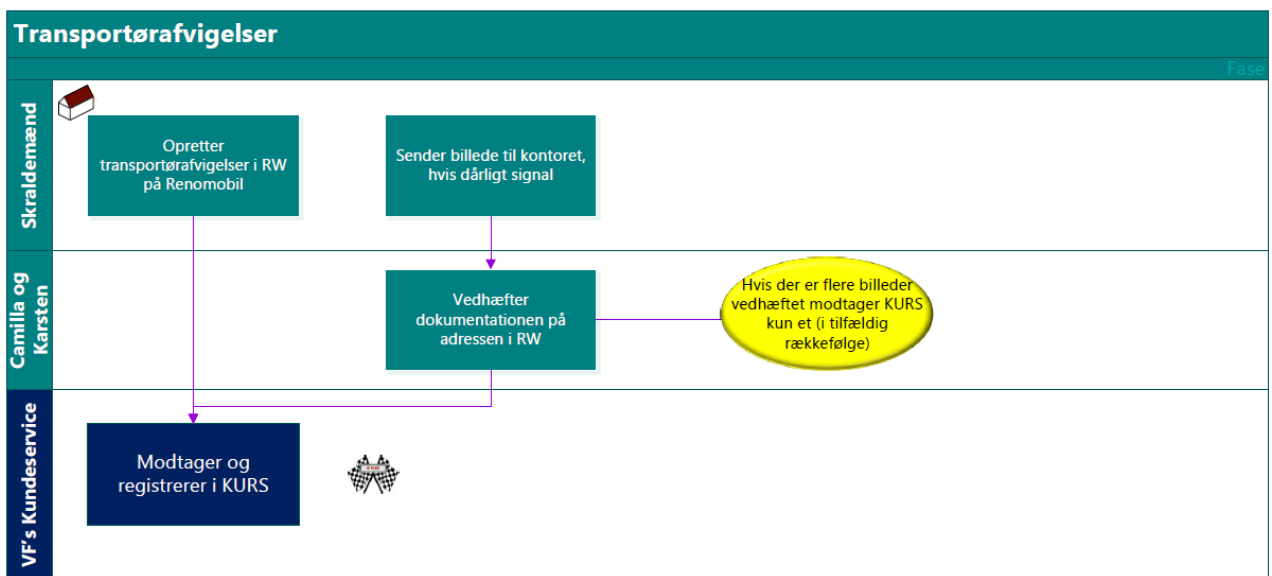 Transportørafvigelser
Fase
Skraldemænd
Opretter
transportørafvigelser i RW
på Renomobil
Sender billede til kontoret,
hvis dårligt signal
Camilla og
Karsten
Vedhæfter
dokumentationen på
adressen i RW
Hvis der er flere billeder
vedhæftet modtager KURS
kun et (i tilfældig
rækkefølge)
VF's Kundeservice
Modtager og
registrerer i KURS